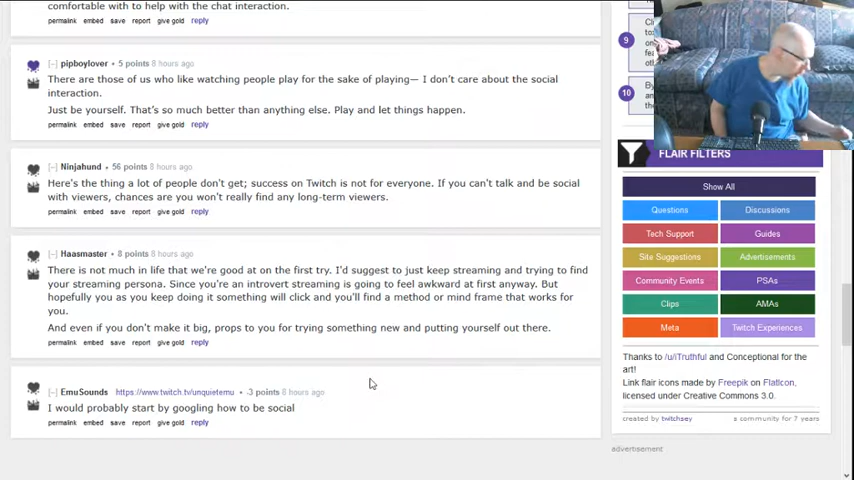 comfortable with to help with the chat interaction.
permalink embed save report give gold reply
[–] pipboylover • 5 points 8 hours ago
There are those of us who like watching people play for the sake of playing— I don't care about the social
interaction.
Just be yourself. That's so much better than anything else. Play and let things happen.
permalink embed save report give gold reply
[–] Ninjahund • 56 points 8 hours ago
Here's the thing a lot of people don't get; success on Twitch is not for everyone. If you can't talk and be social
with viewers, chances are you won't really find any long-term viewers.
permalink embed save report give gold reply
[–] Haasmaster • 8 points 8 hours ago
There is not much in life that we're good at on the first try. I'd suggest to just keep streaming and trying to find
your streaming persona. Since you're an introvert streaming is going to feel awkward at first anyway. But
hopefully you as you keep doing it something will click and you'll find a method or mind frame that works for
you.
And even if you don't make it big, props to you for trying something new and putting yourself out there.
permalink embed save report give gold reply
[–] EmuSounds https://www.twitch.tv/unquietemu • -3 points 8 hours ago
I would probably start by googling how to be social
permalink embed save report give gold reply
9
10
By
FLAIR FILTERS
Show All
Questions Discussions
Tech Support Guides
Site Suggestions Advertisements
Community Events PSAs
Clips AMAs
Meta Twitch Experiences
Thanks to /u/iTruthful and Conceptional for the
art!
Link flair icons made by Freepik on FlatIcon,
licensed under Creative Commons 3.0.
created by twitchsey a community for 7 years
advertisement